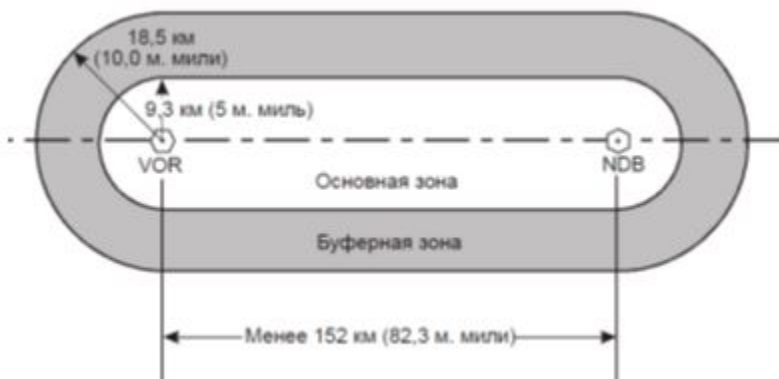 18,5 км
(10,0 м. мили)
9,3 км (5 м. миль)
VOR
NDB
Основная зона
Буферная зона
Менее 152 км (82,3 м. мили)